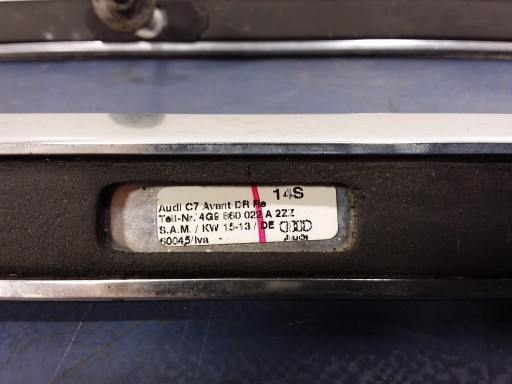 14S
Audi C7 Avant DR Re
Teil-Nr. 4G9 860 022 A 2ZZ
S.A.M. / KW 15-13 / DE
60045/Iva -
Audi